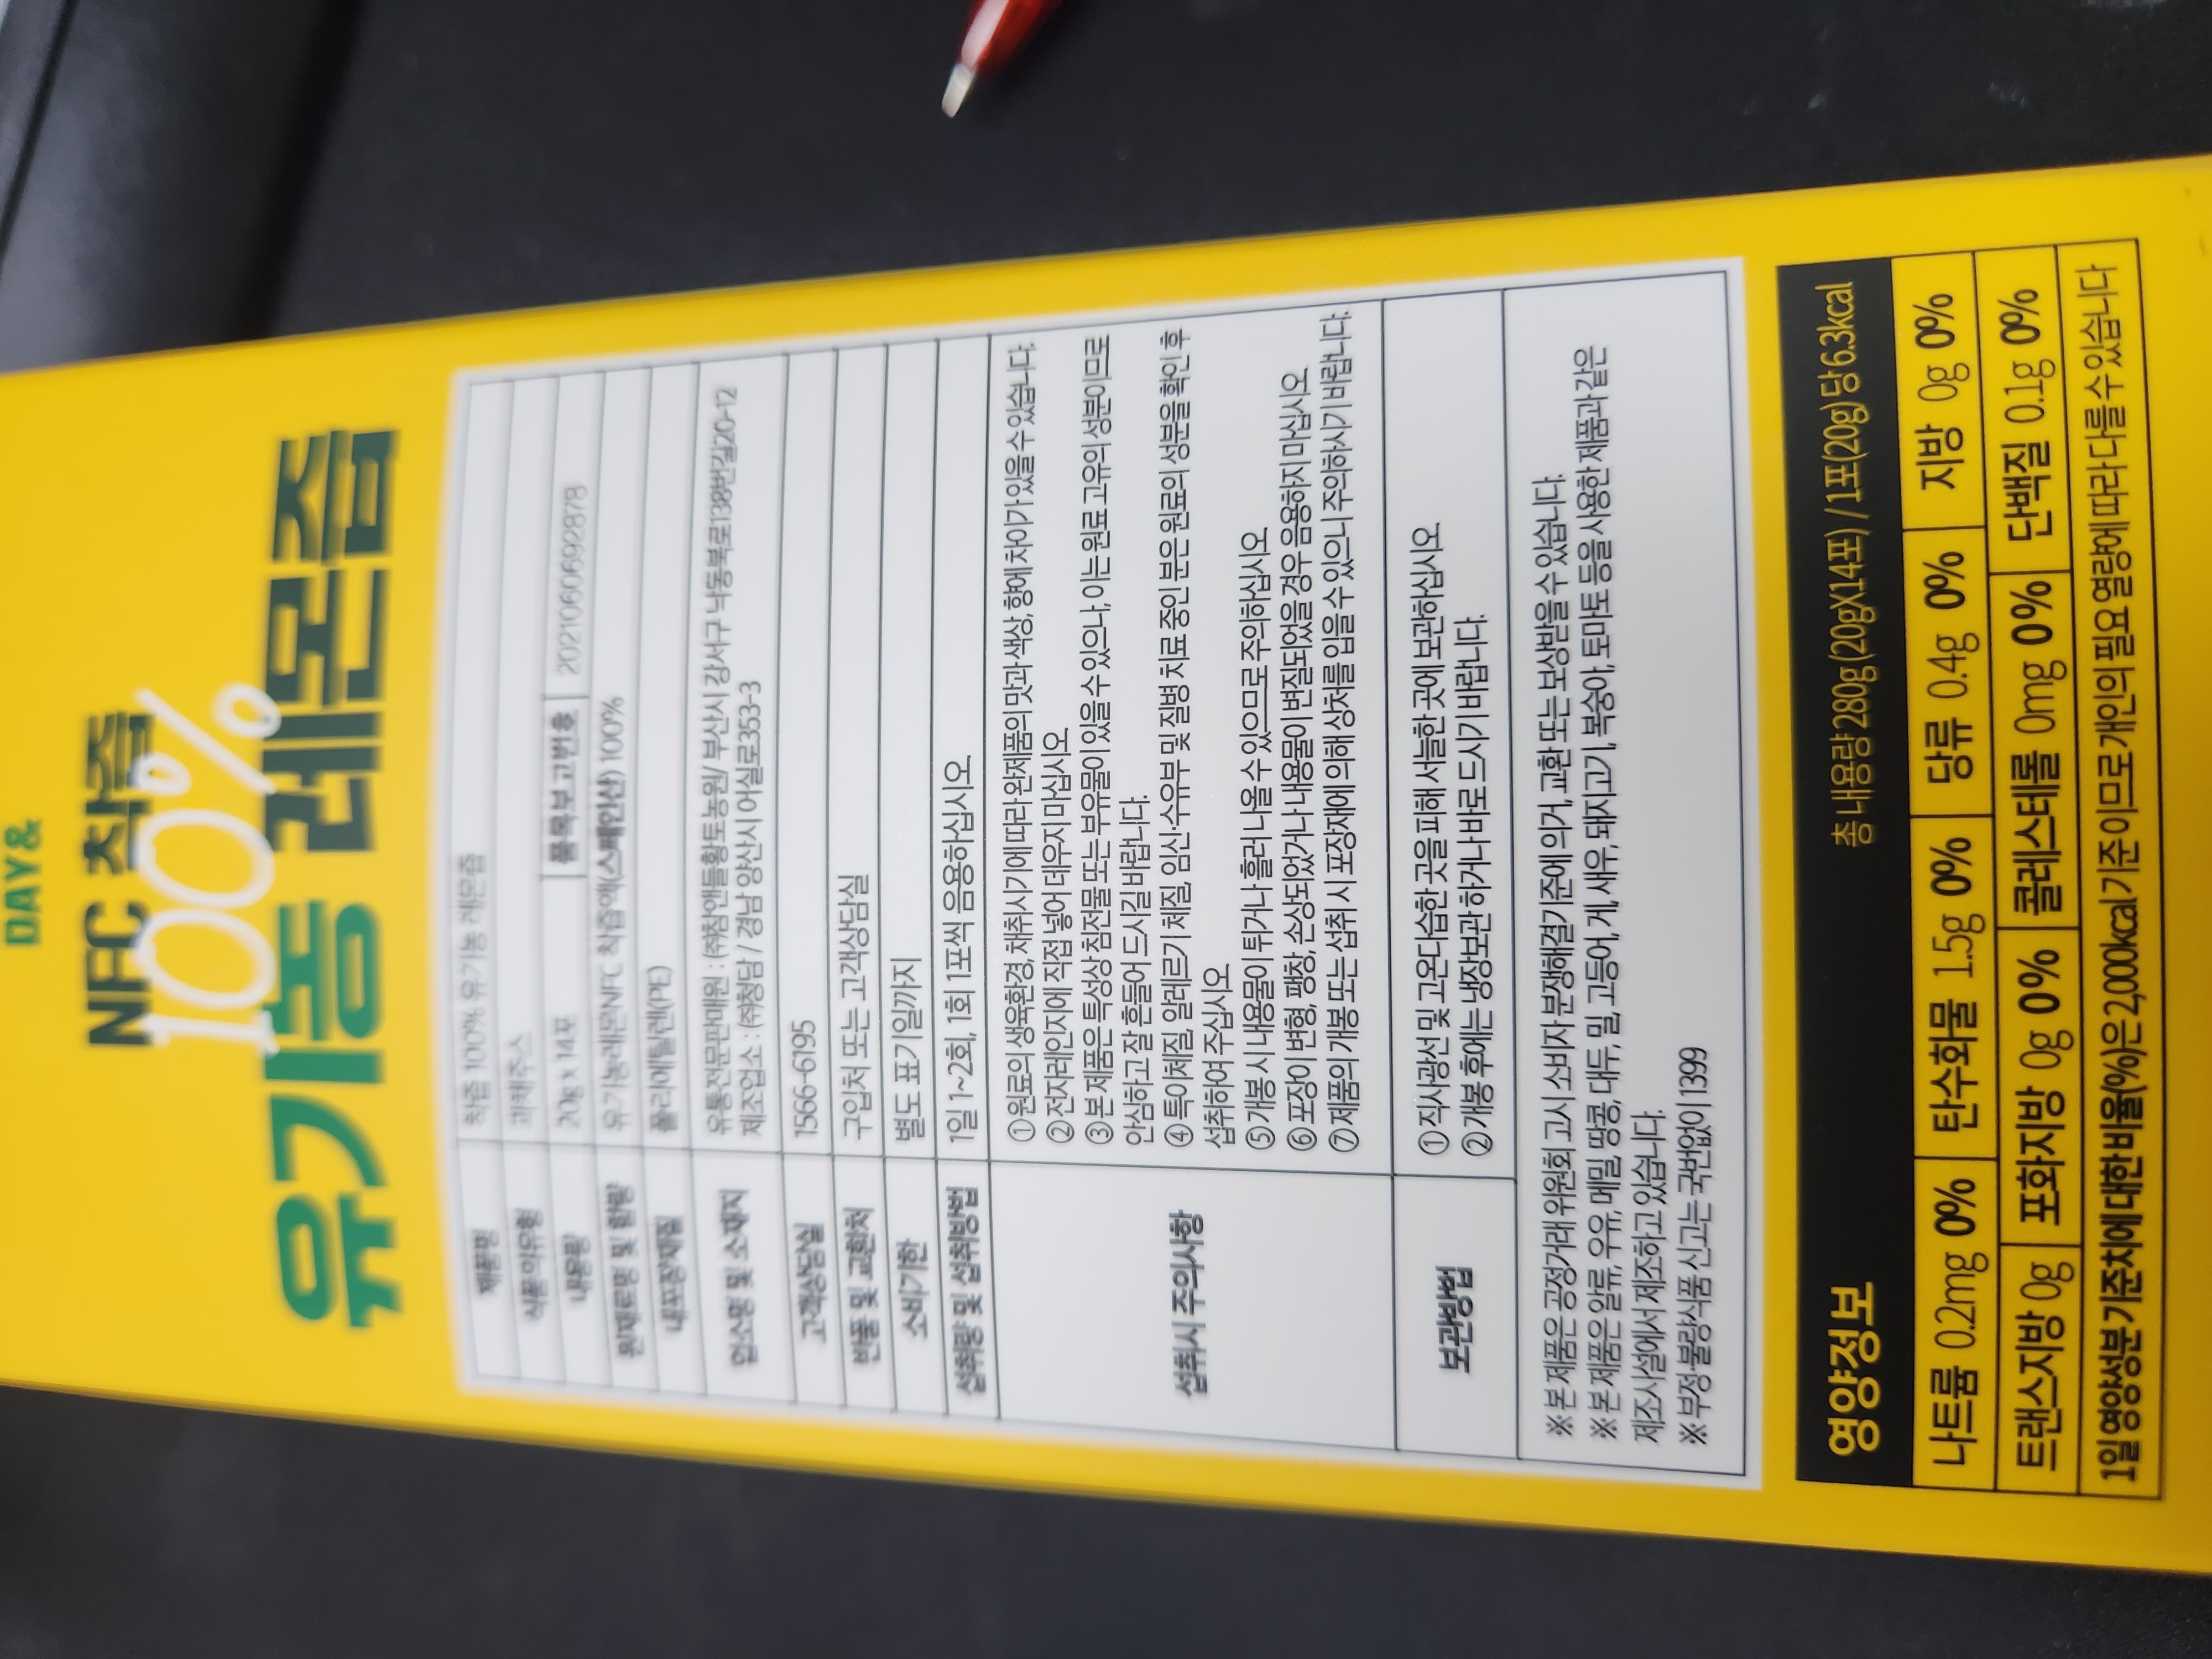 DAY&
NFC 착즙
100%
유기농 레몬즙
제품명 착즙 100% 유기농 레몬즙
식품의유형 과채주스
내용량 20g x 14포 품목보고번호 20210606928​78
원재료명 및 함량 유기농레몬NFC 착즙액(스페인산) 100%
내포장재질 폴리에틸렌(PE)
업소명 및 소재지 유통전문판매원 : (주)참앤들황토농원/ 부산시 강서구 낙동북로138번길20-12
제조업소 : (주)청담 / 경남 양산시 어실로353-3
고객상담실 1566-6195
반품 및 교환처 구입처 또는 고객상담실
소비기한 별도 표기일까지
섭취량 및 섭취방법 1일 1~2회, 1회 1포씩 음용하십시오
섭취시 주의사항
①원료의 생육환경, 채취시기에 따라 완제품의 맛과 색상, 향에 차이가 있을 수 있습니다.
②전자레인지에 직접 넣어 데우지 마십시오
③본 제품은 특성상 침전물 또는 부유물이 있을 수 있으나, 이는 원료 고유의 성분이므로
안심하고 잘 흔들어 드시길 바랍니다.
④특이체질, 알레르기 체질, 임신·수유부 및 질병 치료 중인 분은 원료의 성분을 확인 후
섭취하여 주십시오
⑤개봉 시 내용물이 튀거나 흘러 나올 수 있으므로 주의하십시오
⑥포장이 변형, 팽창, 손상되었거나 내용물이 변질되었을 경우 음용하지 마십시오
⑦제품의 개봉 또는 섭취 시 포장재에 의해 상처를 입을 수 있으니 주의하시기 바랍니다.
보관방법
①직사광선 및 고온다습한 곳을 피해 서늘한 곳에 보관하십시오
②개봉 후에는 냉장보관 하거나 바로 드시기 바랍니다.
※본 제품은 공정거래 위원회 고시 소비자 분쟁해결기준에 의거, 교환 또는 보상받을 수 있습니다.
※본 제품은 알류, 우유, 메밀, 땅콩, 대두, 밀, 고등어, 게, 새우, 돼지고기, 복숭아, 토마토 등을 사용한 제품과 같은
제조시설에서 제조하고 있습니다.
※부정·불량식품 신고는 국번없이 1399
영양정보 총 내용량 280g(20gX14포) / 1포(20g) 당 6.3kcal
나트륨 0.2mg 0% 탄수화물 1.5g 0% 당류 0.4g 0% 지방 0g 0%
트랜스지방 0g 포화지방 0g 0% 콜레스테롤 0mg 0% 단백질 0.1g 0%
1일 영양성분 기준치에 대한 비율(%)은 2,000kcal 기준이므로 개인의 필요 열량에 따라 다를 수 있습니다